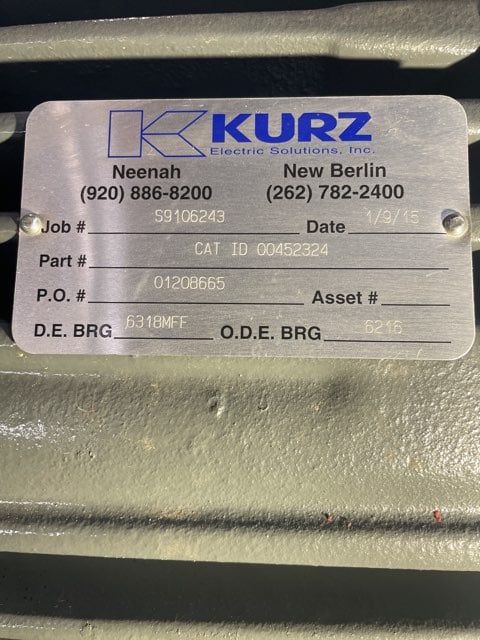 KURZ
Electric Solutions, Inc.
Neenah New Berlin
(920) 886-8200 (262) 782-2400
Job # S9106243 Date 1/9/15
Part # CAT ID 00452324
P.O. # 01208665 Asset #
D.E. BRG 6318MFF O.D.E. BRG 6216